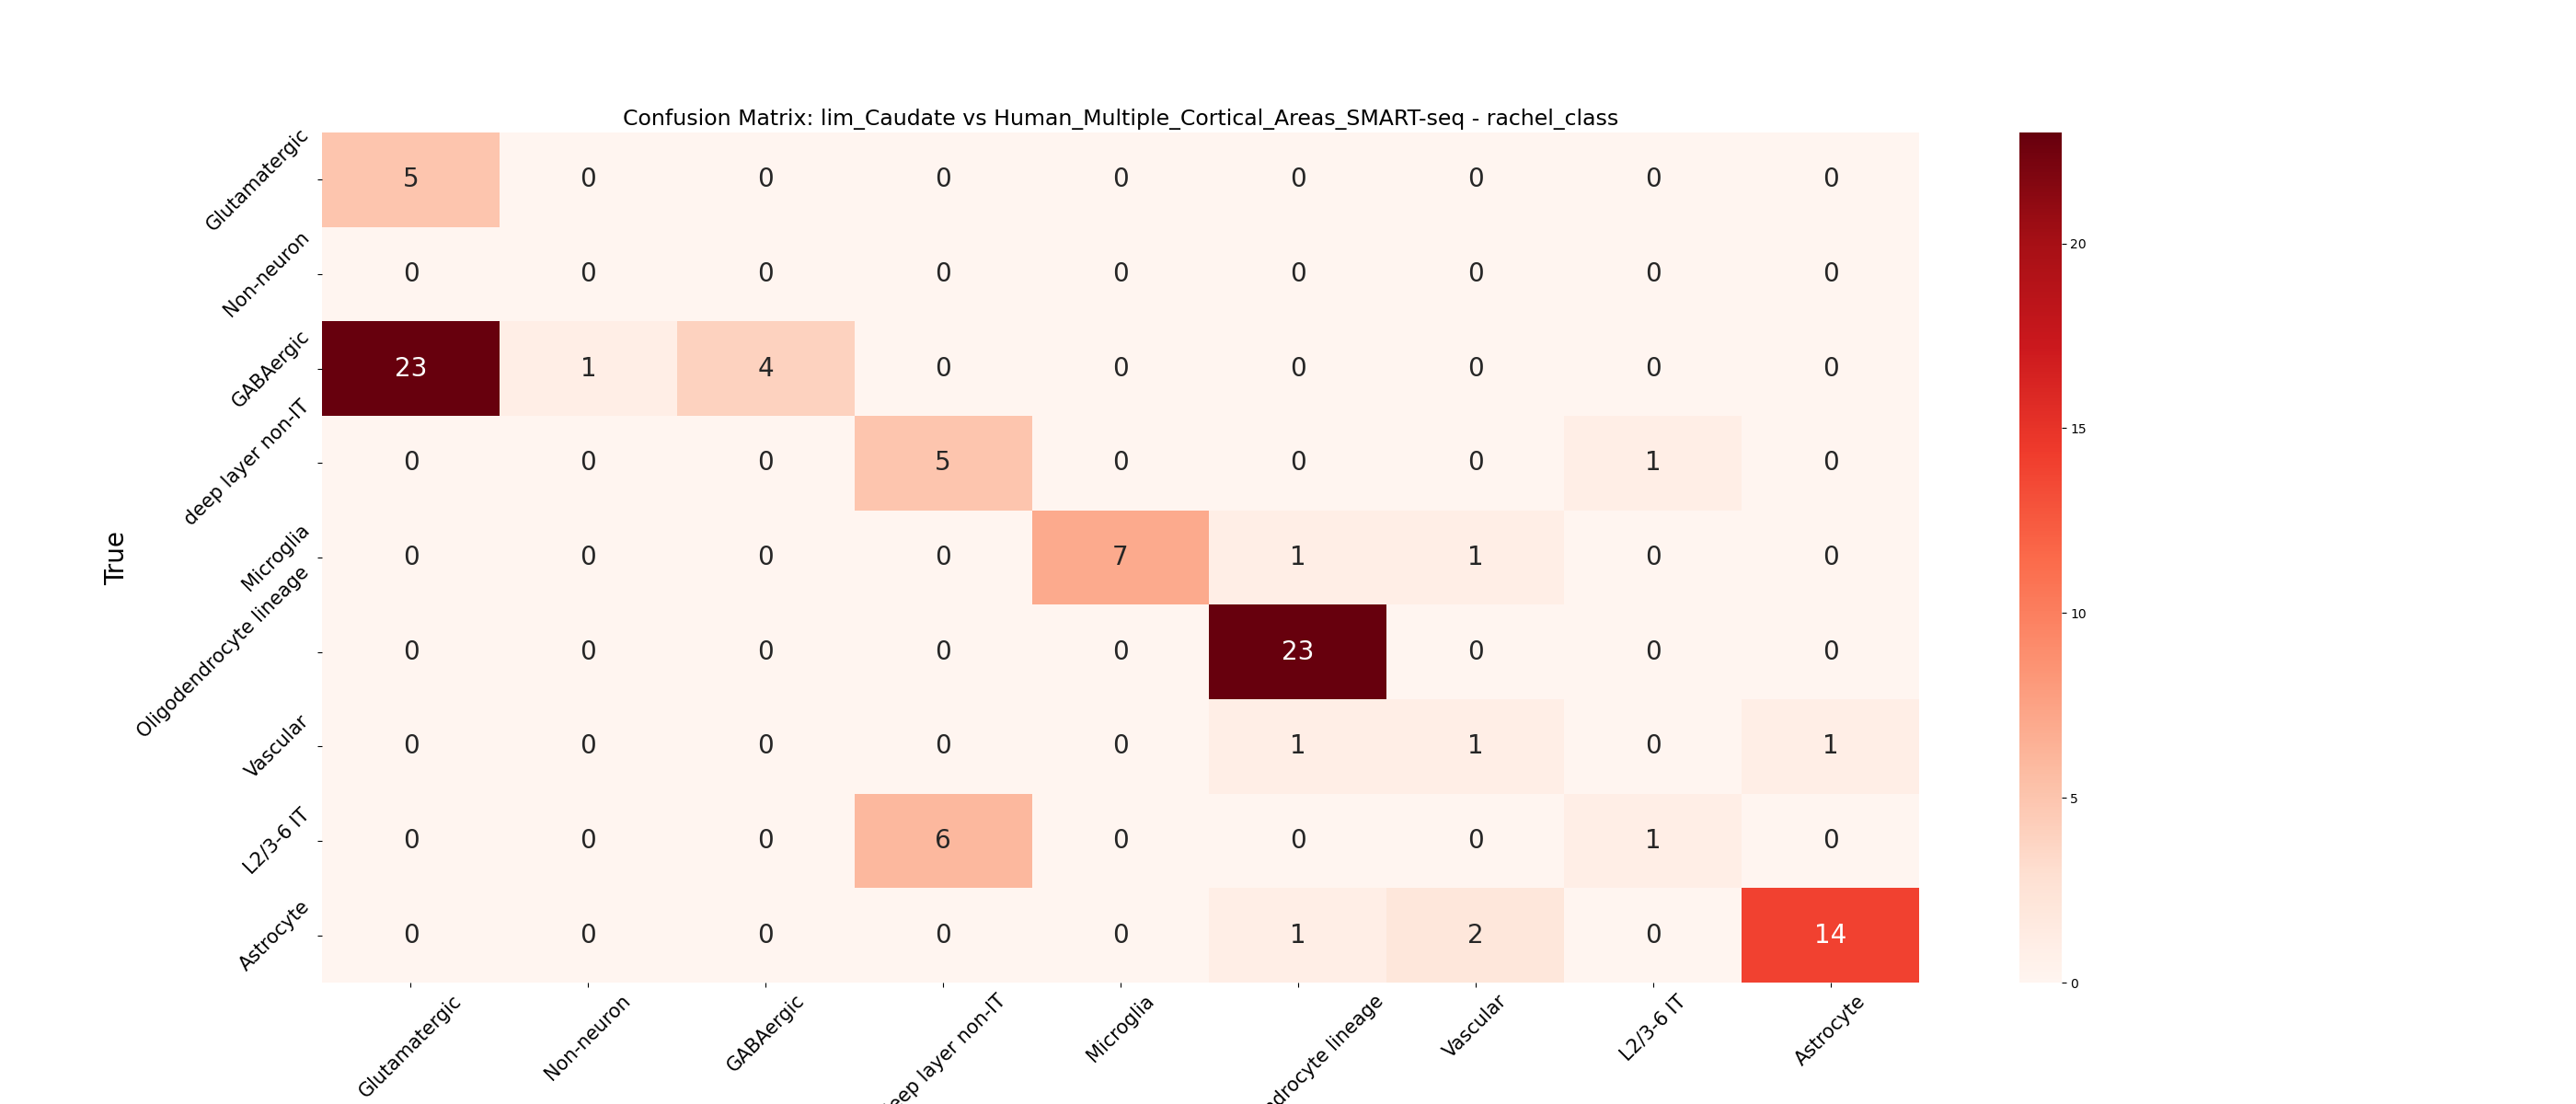 Confusion Matrix: lim_Caudate vs Human_Multiple_Cortical_Areas_SMART-seq - rachel_class
True
Glutamatergic 5 0 0 0 0 0 0 0 0
Non-neuron 0 0 0 0 0 0 0 0 0
GABAergic 23 1 4 0 0 0 0 0 0
deep layer non-IT 0 0 0 5 0 0 0 1 0
Microglia 0 0 0 0 7 1 1 0 0
Oligodendrocyte lineage 0 0 0 0 0 23 0 0 0
Vascular 0 0 0 0 0 1 1 0 1
L2/3-6 IT 0 0 0 6 0 0 0 1 0
Astrocyte 0 0 0 0 0 1 2 0 14
Glutamatergic
Non-neuron
GABAergic
layer non-IT
Microglia
lineage
Vascular
L2/3-6 IT
Astrocyte
20
15
10
5
0